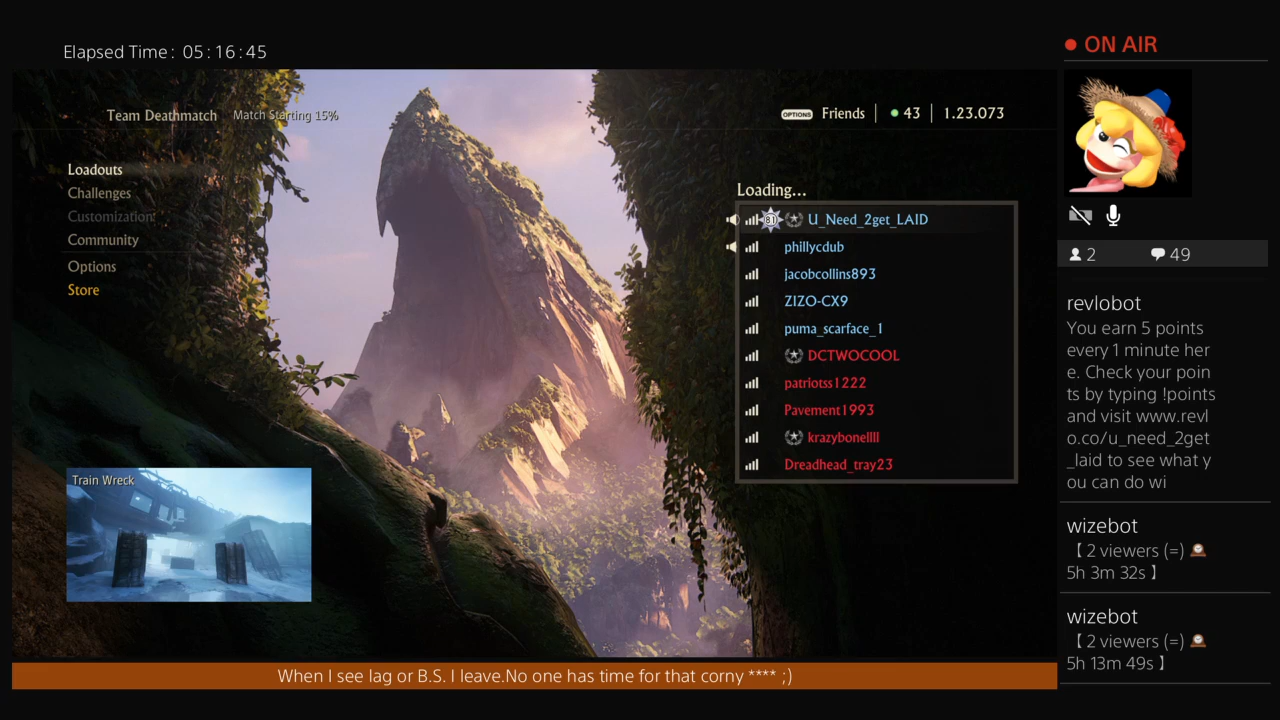 Elapsed Time: 05:16:45
ON AIR
Team Deathmatch Match Starting 15%
OPTIONS Friends 43 1.23.073
Loadouts
Challenges
Customization
Community
Options
Store
Loading...
81 U_Need_2get_LAID
phillycdub
jacobcollins893
ZIZO-CX9
puma_scarface_1
DCTWOCOOL
patriotss1222
Pavement1993
krazybonellll
Dreadhead_tray23
Train Wreck
When I see lag or B.S. I leave.No one has time for that corny **** ;)
2 49
revlobot
You earn 5 points
every 1 minute her
e. Check your poin
ts by typing !points
and visit www.revl
o.co/u_need_2get
_laid to see what y
ou can do wi
wizebot
【 2 viewers (=) 🕰
5h 3m 32s 】
wizebot
【 2 viewers (=) 🕰
5h 13m 49s 】